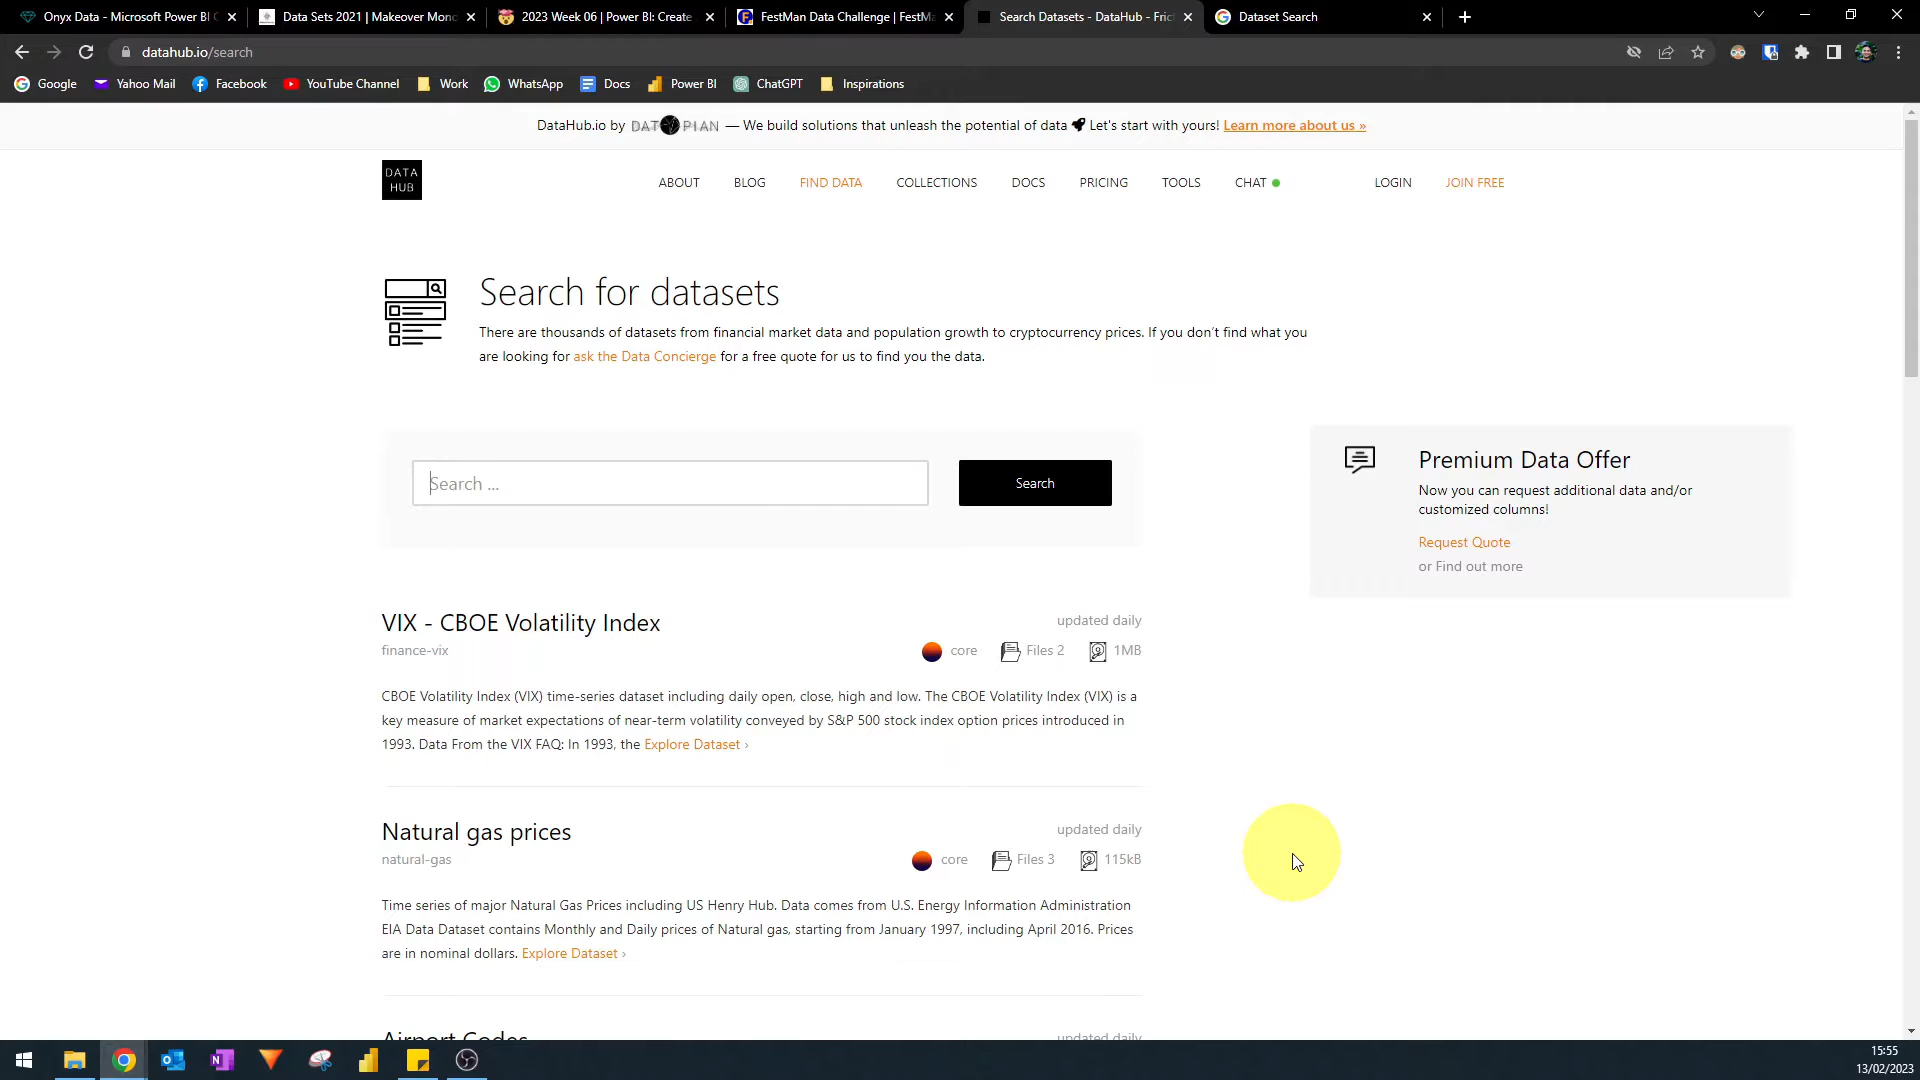 Onyx Data - Microsoft Power BI C
Data Sets 2021 | Makeover Mond
2023 Week 06 | Power BI: Create
FestMan Data Challenge | FestMa
Search Datasets - DataHub - Fric
Dataset Search
datahub.io/search
Google
Yahoo Mail
Facebook
YouTube Channel
Work
WhatsApp
Docs
Power BI
ChatGPT
Inspirations
DataHub.io by DATOPIAN — We build solutions that unleash the potential of data Let's start with yours! Learn more about us »
DATA
HUB
ABOUT
BLOG
FIND DATA
COLLECTIONS
DOCS
PRICING
TOOLS
CHAT
LOGIN
JOIN FREE
Search for datasets
There are thousands of datasets from financial market data and population growth to cryptocurrency prices. If you don't find what you
are looking for ask the Data Concierge for a free quote for us to find you the data.
Search ...
Search
Premium Data Offer
Now you can request additional data and/or
customized columns!
Request Quote
or Find out more
VIX - CBOE Volatility Index
updated daily
finance-vix
core
Files 2
1MB
CBOE Volatility Index (VIX) time-series dataset including daily open, close, high and low. The CBOE Volatility Index (VIX) is a
key measure of market expectations of near-term volatility conveyed by S&P 500 stock index option prices introduced in
1993. Data From the VIX FAQ: In 1993, the Explore Dataset ›
Natural gas prices
updated daily
natural-gas
core
Files 3
115kB
Time series of major Natural Gas Prices including US Henry Hub. Data comes from U.S. Energy Information Administration
EIA Data Dataset contains Monthly and Daily prices of Natural gas, starting from January 1997, including April 2016. Prices
are in nominal dollars. Explore Dataset ›
Airport Codes
updated daily
15:55
13/02/2023